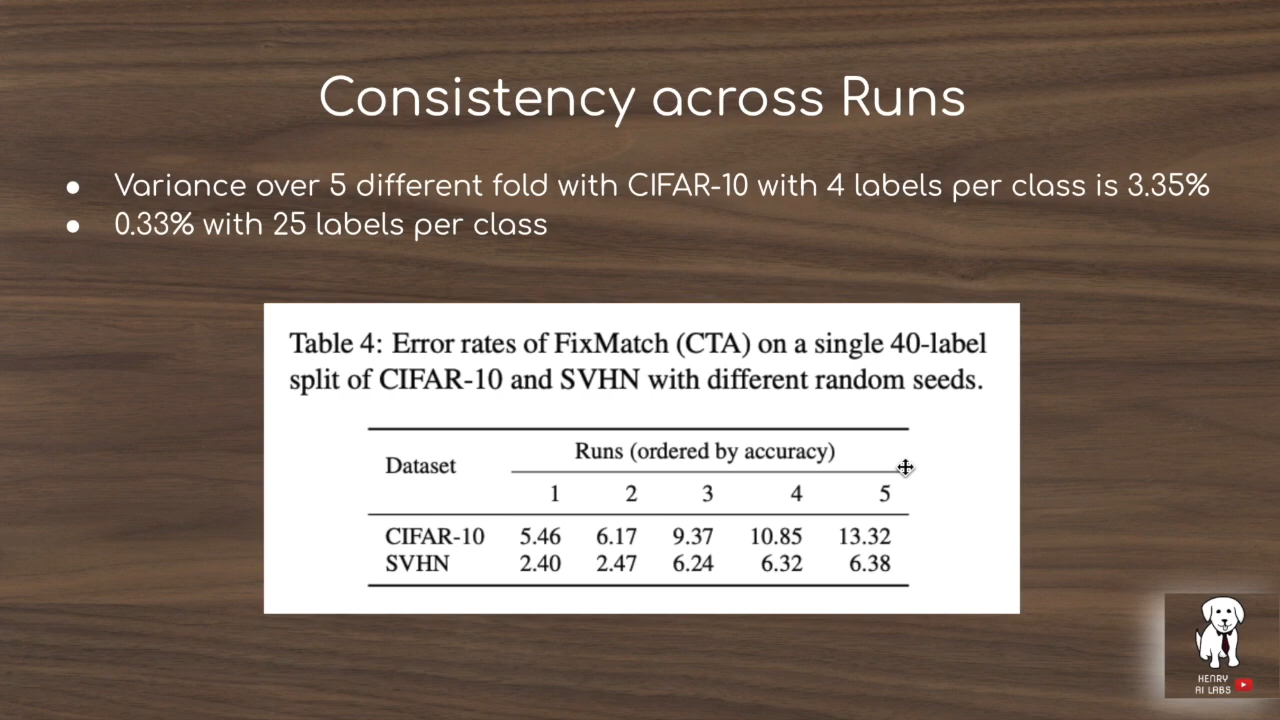 Consistency across Runs
● Variance over 5 different fold with CIFAR-10 with 4 labels per class is 3.35%
● 0.33% with 25 labels per class
Table 4: Error rates of FixMatch (CTA) on a single 40-label
split of CIFAR-10 and SVHN with different random seeds.
Dataset Runs (ordered by accuracy)
1 2 3 4 5
CIFAR-10 5.46 6.17 9.37 10.85 13.32
SVHN 2.40 2.47 6.24 6.32 6.38
HENRY
AI LABS